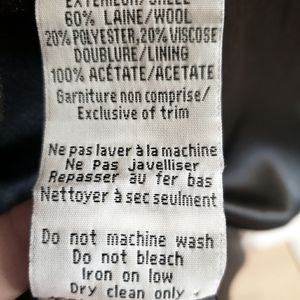 EXTÉRIEUR/SHELL
60% LAINE/WOOL
20% POLYESTER, 20% VISCOSE
DOUBLURE/LINING
100% ACÉTATE/ACETATE
Garniture non comprise/
Exclusive of trim
Ne pas laver à la machine
Ne Pas javelliser
Repasser au fer bas
Nettoyer à sec seulment
Do not machine wash
Do not bleach
Iron on low
Dry clean only